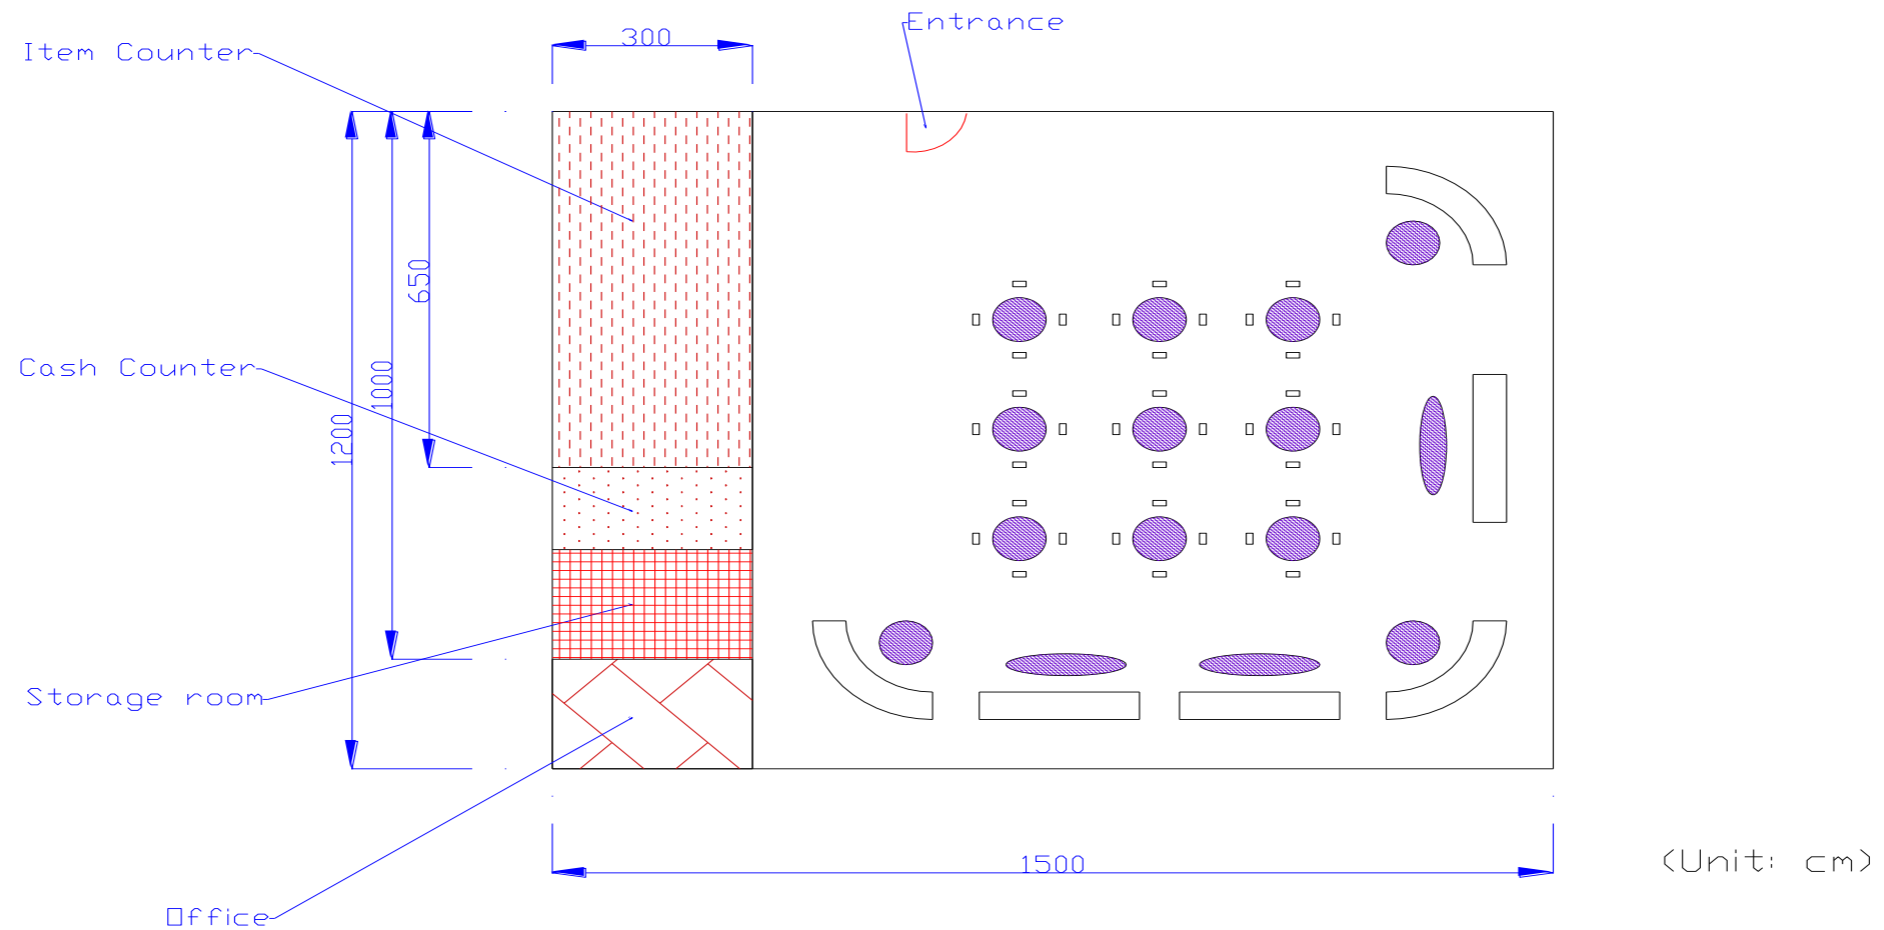 Entrance
300
Item Counter
650
Cash Counter
1000
1200
Storage room
1500
(Unit: cm)
Office